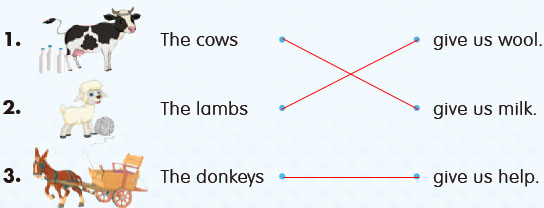 1. The cows give us wool.
2. The lambs give us milk.
3. The donkeys give us help.